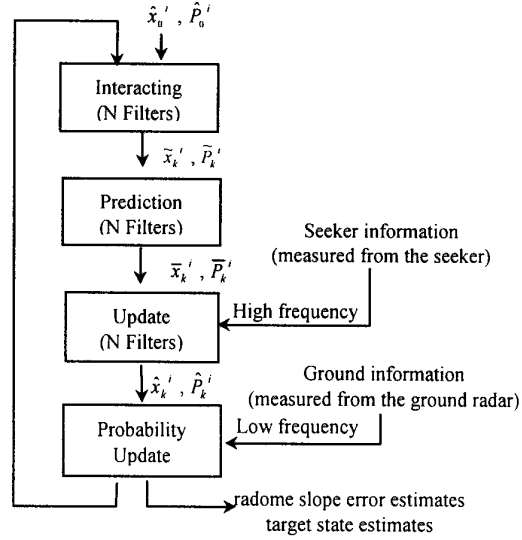 x̂₀ⁱ , P̂₀ⁱ
Interacting
(N Filters)
x̃ₖⁱ , P̃ₖⁱ
Prediction
(N Filters)
Seeker information
(measured from the seeker)
x̄ₖⁱ , P̄ₖⁱ
High frequency
Update
(N Filters)
Ground information
(measured from the ground radar)
x̂ₖⁱ , P̂ₖⁱ
Low frequency
Probability
Update
radome slope error estimates
target state estimates